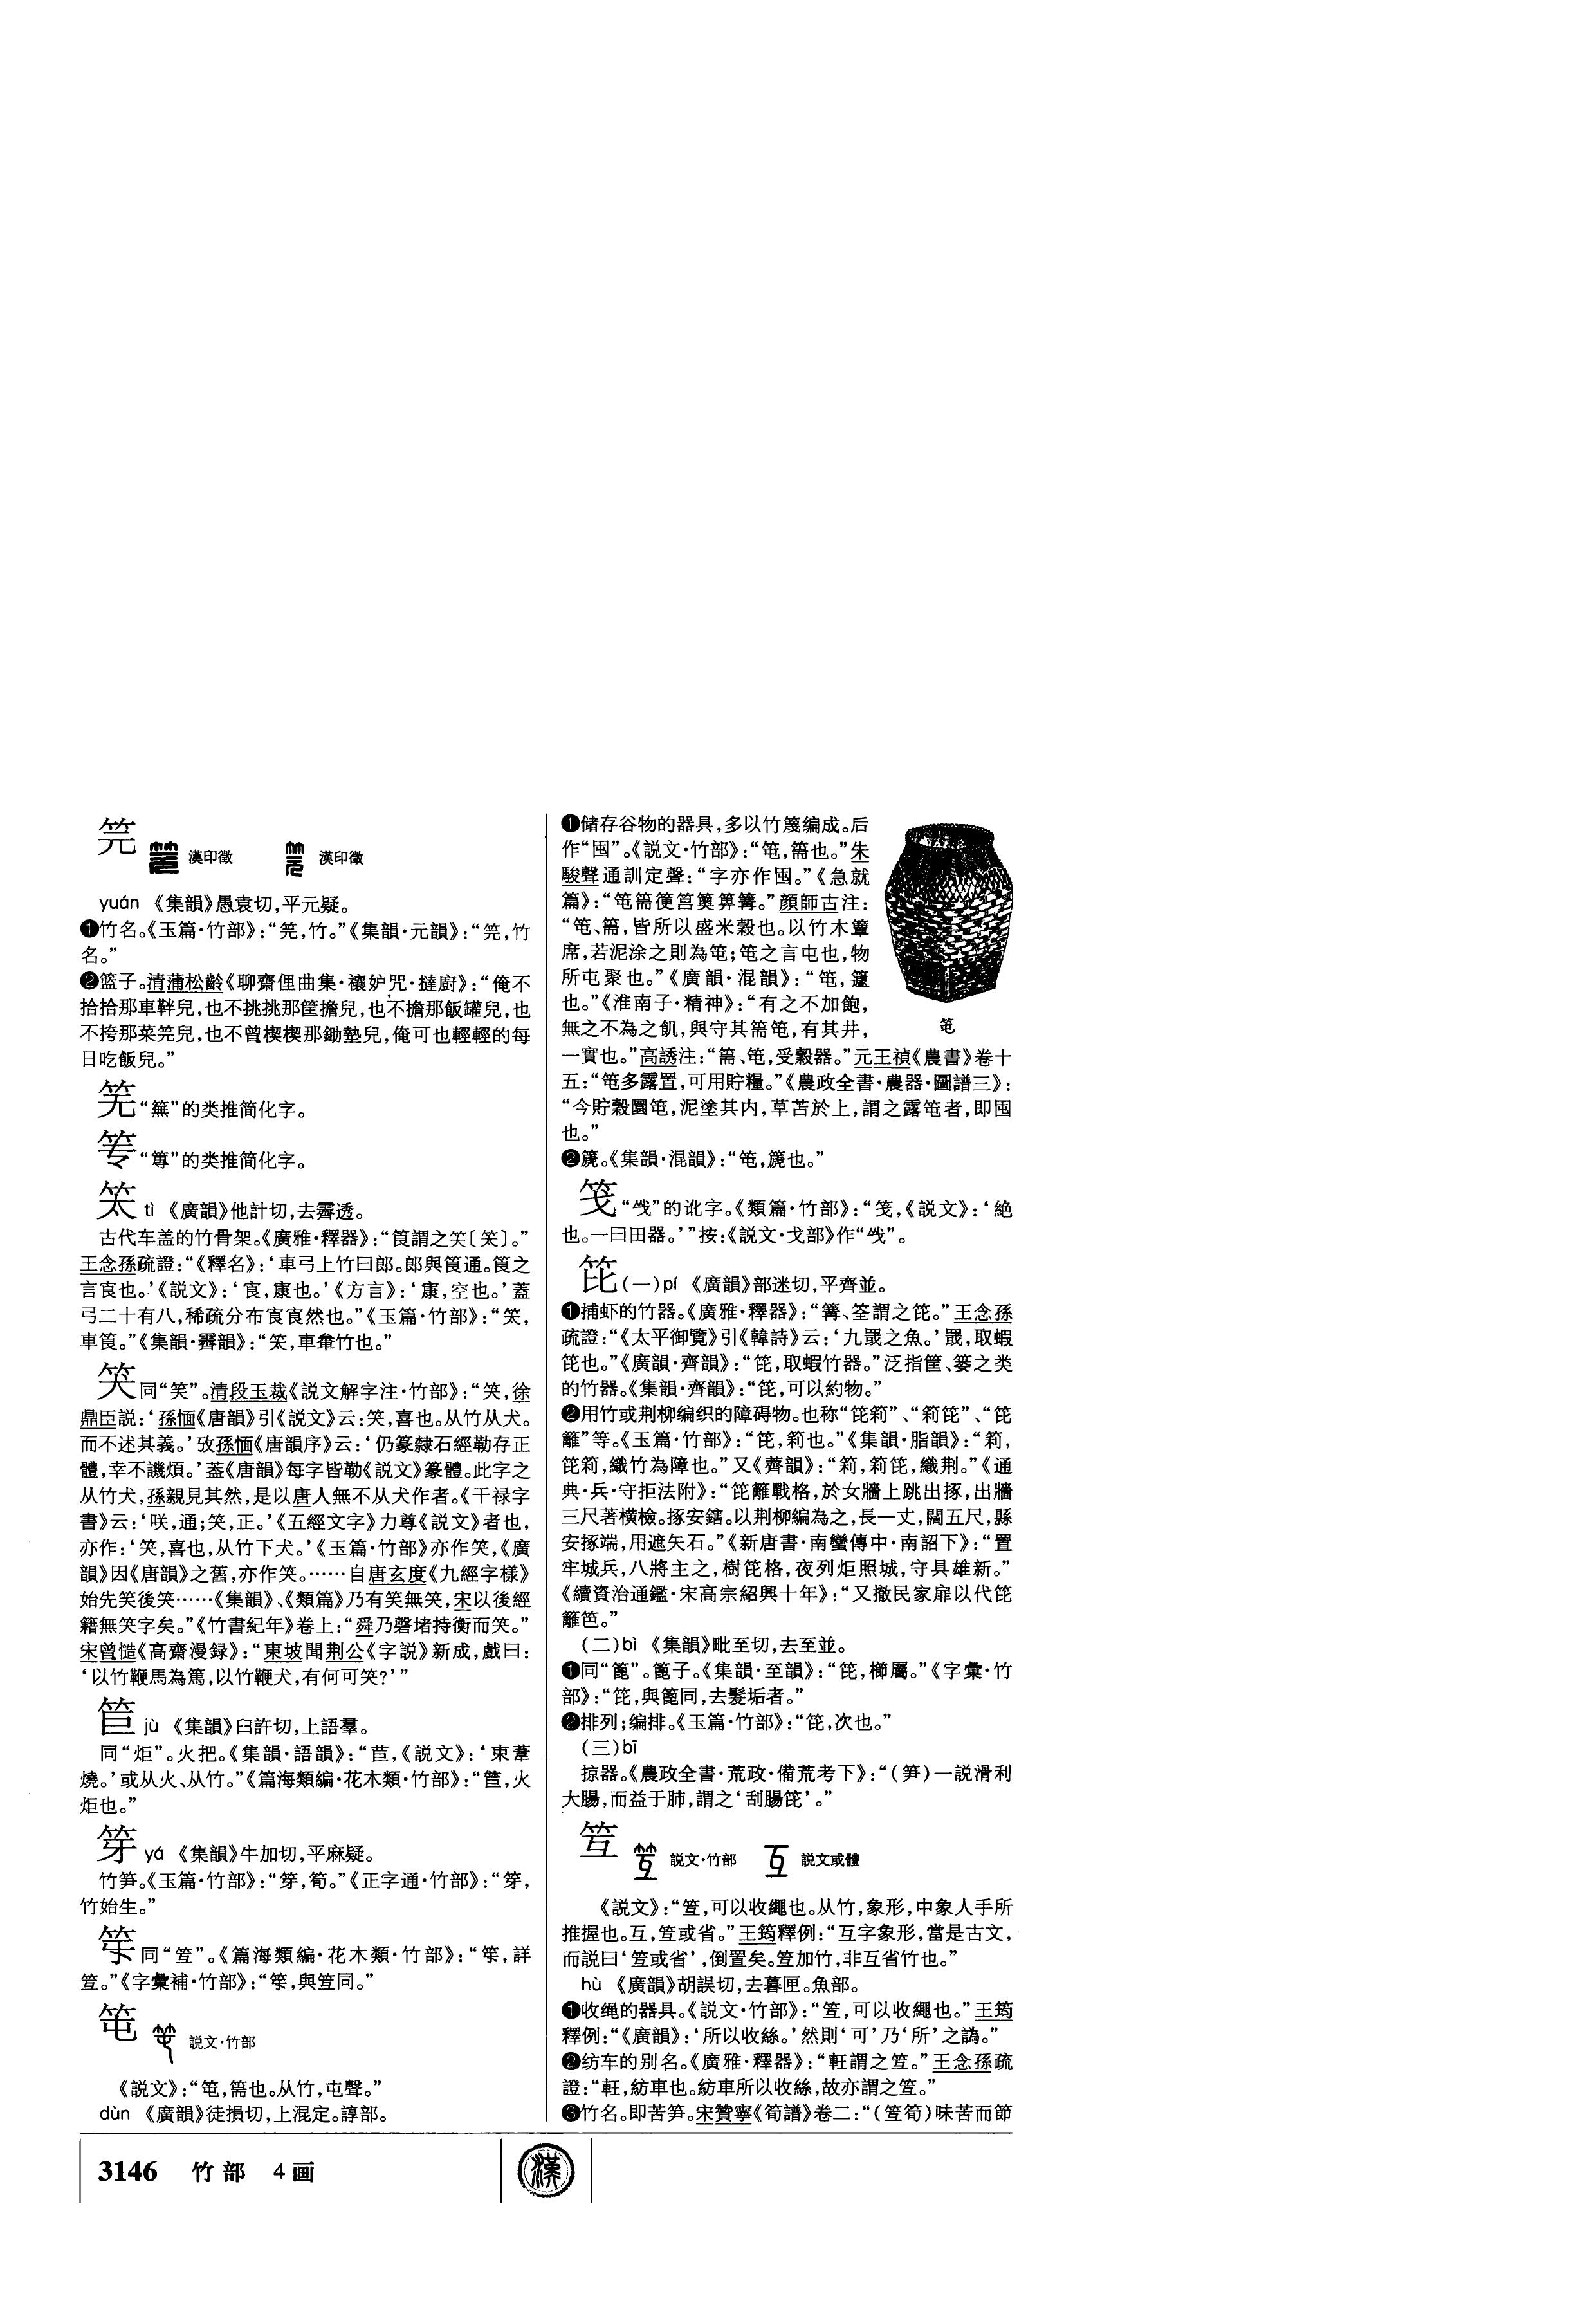 笎 漢印徵 漢印徵
yuán 《集韻》愚袁切,平元疑。
❶竹名。《玉篇·竹部》:“笎,竹。”《集韻·元韻》:“笎,竹
名。”
❷篮子。清蒲松齡《聊齋俚曲集·禳妒咒·撻廚》:“俺不
拾拾那車靽兒,也不挑挑那筐擔兒,也不擔那飯罐兒,也
不挎那菜笎兒,也不曾楔楔那鋤墊兒,俺可也輕輕的每
日吃飯兒。”
“䉑”的类推简化字。
“篿”的类推简化字。
tì 《廣韻》他計切,去霽透。
古代车盖的竹骨架。《廣雅·釋器》:“筤謂之笑〔䇑〕。”
王念孫疏證:“《釋名》:‘車弓上竹曰郎。郎與筤通。筤之
言㝗也。’《説文》:‘㝗,康也。’《方言》:‘康,空也。’蓋
弓二十有八,稀疏分布㝗㝗然也。”《玉篇·竹部》:“䇑,
車筤。”《集韻·霽韻》:“䇑,車弇竹也。”
同“笑”。清段玉裁《説文解字注·竹部》:“笑,徐
鼎臣説:‘孫愐《唐韻》引《説文》云:笑,喜也。从竹从犬。
而不述其義。’攷孫愐《唐韻序》云:‘仍篆隸石經勒存正
體,幸不譏煩。’葢《唐韻》每字皆勒《説文》篆體。此字之
从竹犬,孫親見其然,是以唐人無不从犬作者。《干禄字
書》云:‘咲,通;笑,正。’《五經文字》力尊《説文》者也,
亦作:‘笑,喜也,从竹下犬。’《玉篇·竹部》亦作笑,《廣
韻》因《唐韻》之舊,亦作笑。……自唐玄度《九經字樣》
始先笑後笑……《集韻》、《類篇》乃有笑無笑,宋以後經
籍無笑字矣。”《竹書紀年》卷上:“舜乃磬堵持衡而笑。”
宋曾慥《高齋漫録》:“東坡聞荆公《字説》新成,戲曰:
‘以竹鞭馬為篤,以竹鞭犬,有何可笑?’”
jù 《集韻》臼許切,上語羣。
同“炬”。火把。《集韻·語韻》:“苣,《説文》:‘束葦
燒。’或从火、从竹。”《篇海類編·花木類·竹部》:“䇆,火
炬也。”
笌 yá 《集韻》牛加切,平麻疑。
竹笋。《玉篇·竹部》:“笌,筍。”《正字通·竹部》:“笌,
竹始生。”
同“笠”。《篇海類編·花木類·竹部》:“,詳
笠。”《字彙補·竹部》:“,與笠同。”
笔 説文·竹部
《説文》:“笹,篅也。从竹,屯聲。”
dùn 《廣韻》徒損切,上混定。諄部。
❶储存谷物的器具,多以竹篾编成。后
作“囤”。《説文·竹部》:“笹,篅也。”朱
駿聲通訓定聲:“字亦作囤。”《急就
篇》:“笹篅箯筥䈰箅篝。”顔師古注:
“笹、篅,皆所以盛米穀也。以竹木簟
席,若泥涂之則為笹;笹之言屯也,物
所屯聚也。”《廣韻·混韻》:“笹,籧
也。”《淮南子·精神》:“有之不加飽,
無之不為之飢,與守其篅笹,有其井,
笹
一實也。”高誘注:“篅、笹,受穀器。”元王禎《農書》卷十
五:“笹多露置,可用貯糧。”《農政全書·農器·圖譜三》:
“今貯穀圌笹,泥塗其内,草苫於上,謂之露笹者,即囤
也。”
❷篪。《集韻·混韻》:“笹,篪也。”
笺 “㦰”的讹字。《類篇·竹部》:“,《説文》:‘絶
也。一曰田器。’”按:《説文·戈部》作“㦰”。
笓(一)pí 《廣韻》部迷切,平齊並。
❶捕虾的竹器。《廣雅·釋器》:“篝、筌謂之笓。”王念孫
疏證:“《太平御覽》引《韓詩》云:‘九罭之魚。’罭,取蝦
笓也。”《廣韻·齊韻》:“笓,取蝦竹器。”泛指筐、篓之类
的竹器。《集韻·齊韻》:“笓,可以約物。”
❷用竹或荆柳编织的障碍物。也称“笓莉”、“莉笓”、“笓
籬”等。《玉篇·竹部》:“笓,莉也。”《集韻·脂韻》:“莉,
笓莉,織竹為障也。”又《薺韻》:“莉,莉笓,織荆。”《通
典·兵·守拒法附》:“笓籬戰格,於女牆上跳出㧻,出牆
三尺著横檢。㧻安鎋。以荆柳編為之,長一丈,闊五尺,縣
安㧻端,用遮矢石。”《新唐書·南蠻傳中·南詔下》:“置
牢城兵,八將主之,樹笓格,夜列炬照城,守具雄新。”
《續資治通鑑·宋高宗紹興十年》:“又撤民家扉以代笓
籬笆。”
(二)bì 《集韻》毗至切,去至並。
❶同“篦”。篦子。《集韻·至韻》:“笓,櫛屬。”《字彙·竹
部》:“笓,與篦同,去髮垢者。”
❷排列;编排。《玉篇·竹部》:“笓,次也。”
(三)bī
掠器。《農政全書·荒政·備荒考下》:“(笋)一説滑利
大腸,而益于肺,謂之‘刮腸笓’。”
笡 説文·竹部 説文或體
《説文》:“笠,可以收繩也。从竹,象形,中象人手所
推握也。互,笠或省。”王筠釋例:“互字象形,當是古文,
而説曰‘笠或省’,倒置矣。笠加竹,非互省竹也。”
hù 《廣韻》胡誤切,去暮匣。魚部。
❶收绳的器具。《説文·竹部》:“笠,可以收繩也。”王筠
釋例:“《廣韻》:‘所以收絲。’然則‘可’乃‘所’之譌。”
❷纺车的别名。《廣雅·釋器》:“軖謂之笠。”王念孫疏
證:“軖,紡車也。紡車所以收絲,故亦謂之笠。”
❸竹名。即苦笋。宋贊寧《筍譜》卷二:“(笠筍)味苦而節
3146 竹部 4画
漢